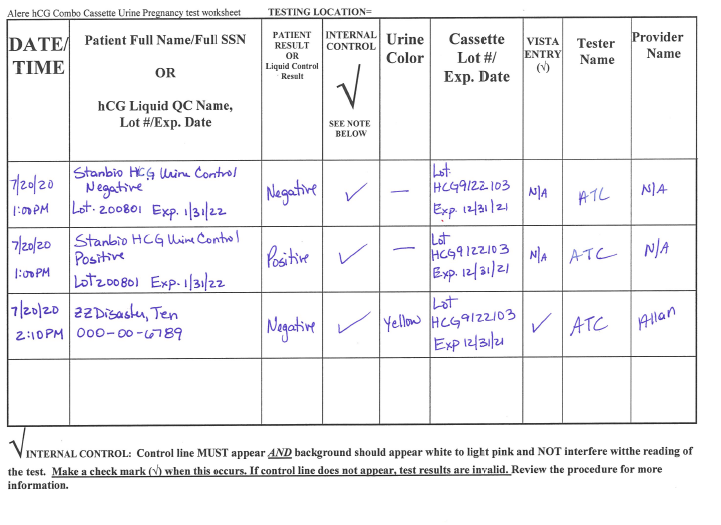 Alere hCG Combo Cassette Urine Pregnancy test worksheet TESTING LOCATION=
DATE/
TIME
Patient Full Name/Full SSN
OR
hCG Liquid QC Name,
Lot #/Exp. Date
PATIENT
RESULT
OR
Liquid Control
Result
INTERNAL
CONTROL
√
SEE NOTE
BELOW
Urine
Color
Cassette
Lot #/
Exp. Date
VISTA
ENTRY
(√)
Tester
Name
Provider
Name
7/20/20
1:00PM
Stanbio HCG Urine Control
Negative
Lot. 200801 Exp. 1/31/22
Negative
✓
—
Lot.
HCG9122103
Exp. 12/31/21
N/A
ATC
N/A
7/20/20
1:00PM
Stanbio HCG Urine Control
Positive
Lot 200801 Exp. 1/31/22
Positive
✓
—
Lot
HCG9122103
Exp. 12/31/21
N/A
ATC
N/A
7/20/20
2:10PM
ZZDisaster, Ten
000-00-6789
Negative
✓
Yellow
Lot
HCG9122103
Exp 12/31/21
✓
ATC
Allan
√ INTERNAL CONTROL: Control line MUST appear AND background should appear white to light pink and NOT interfere witthe reading of
the test. Make a check mark (√) when this occurs. If control line does not appear, test results are invalid. Review the procedure for more
information.